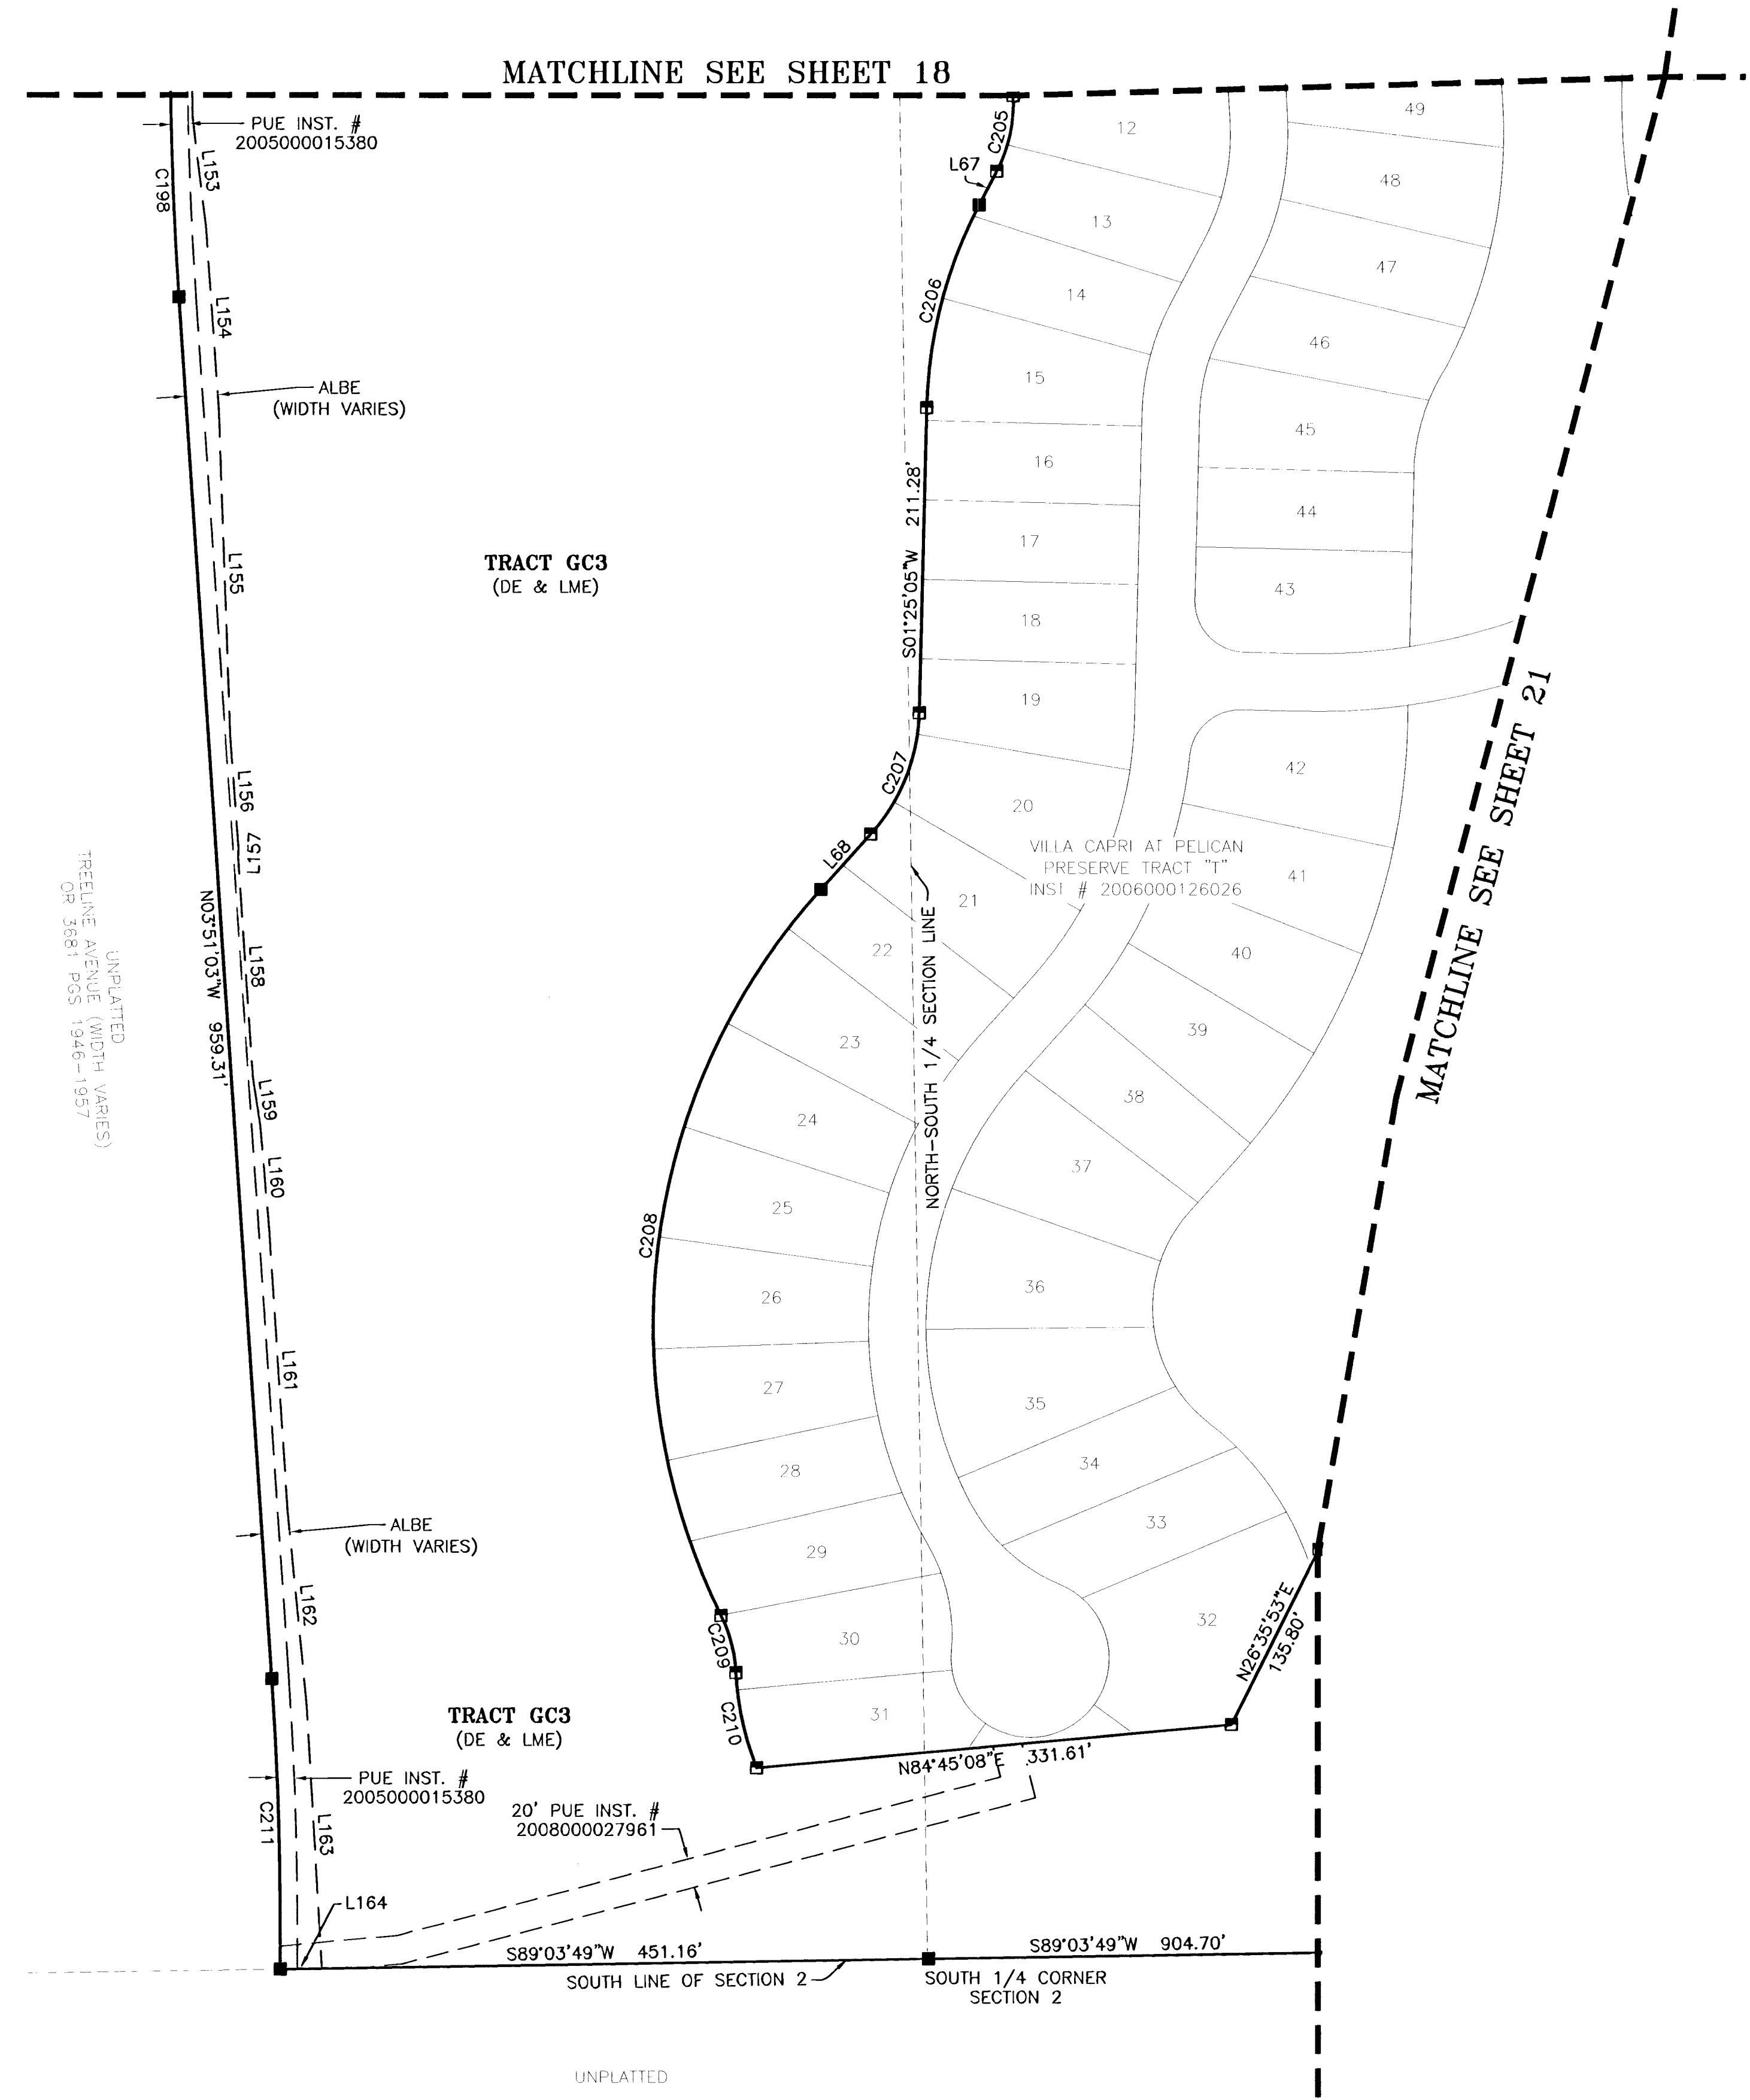 MATCHLINE SEE SHEET 18
PUE INST. #
2005000015380
L153
C198
L154
ALBE
(WIDTH VARIES)
L155
TRACT GC3
(DE & LME)
L156
L157
L158
N03°51'03"W 959.31'
UNPLATTED
TREELINE AVENUE (WIDTH VARIES)
OR 3681 PGS 1946-1957
L159
L160
L161
ALBE
(WIDTH VARIES)
L162
TRACT GC3
(DE & LME)
PUE INST. #
2005000015380
C211
L163
L164
20' PUE INST. #
2008000027961
C205
L67
C206
S01°25'05"W 211.28'
C207
L68
C208
C209
C210
12
13
14
15
16
17
18
19
20
21
22
23
24
25
26
27
28
29
30
31
32
33
34
35
36
37
38
39
40
41
42
43
44
45
46
47
48
49
VILLA CAPRI AT PELICAN
PRESERVE TRACT "T"
INST # 2006000126026
NORTH-SOUTH 1/4 SECTION LINE
MATCHLINE SEE SHEET 21
N26°35'53"E
135.80'
N84°45'08"E 331.61'
S89°03'49"W 451.16'
S89°03'49"W 904.70'
SOUTH LINE OF SECTION 2
SOUTH 1/4 CORNER
SECTION 2
UNPLATTED